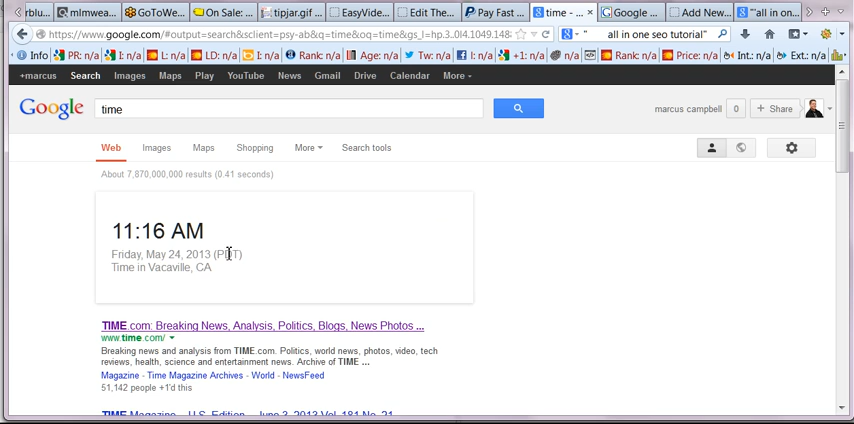 rblu... mlmwea... GoToWe... On Sale: ... tipjar.gif ... EasyVide... Edit The... Pay Fast ... time - ... Google ... Add New... "all in on...
https://www.google.com/#output=search&sclient=psy-ab&q=time&oq=time&gs_l=hp.3..0l4.1049.148 " all in one seo tutorial"
Info PR: n/a I: n/a L: n/a LD: n/a I: n/a Rank: n/a Age: n/a Tw: n/a l: n/a +1: n/a n/a Rank: n/a Price: n/a Int.: n/a Ext.: n/a
+marcus Search Images Maps Play YouTube News Gmail Drive Calendar More
Google time marcus campbell 0 + Share
Web Images Maps Shopping More Search tools
About 7,870,000,000 results (0.41 seconds)
11:16 AM
Friday, May 24, 2013 (PDT)
Time in Vacaville, CA
TIME.com: Breaking News, Analysis, Politics, Blogs, News Photos ...
www.time.com/
Breaking news and analysis from TIME.com. Politics, world news, photos, video, tech
reviews, health, science and entertainment news. Archive of TIME ...
Magazine - Time Magazine Archives - World - NewsFeed
51,142 people +1'd this
TIME Magazine -- U.S. Edition -- June 3, 2013 Vol. 181 No. 21